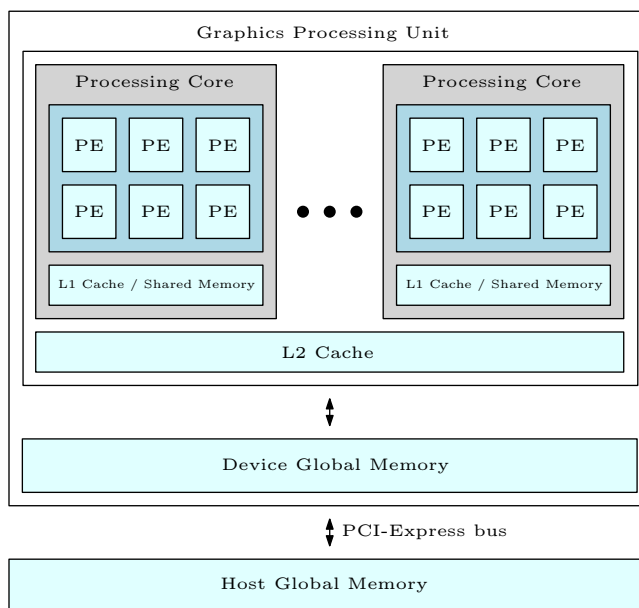 Graphics Processing Unit
Processing Core
Processing Core
PE PE PE
PE PE PE
PE PE PE
PE PE PE
L1 Cache / Shared Memory
L1 Cache / Shared Memory
L2 Cache
Device Global Memory
PCI-Express bus
Host Global Memory